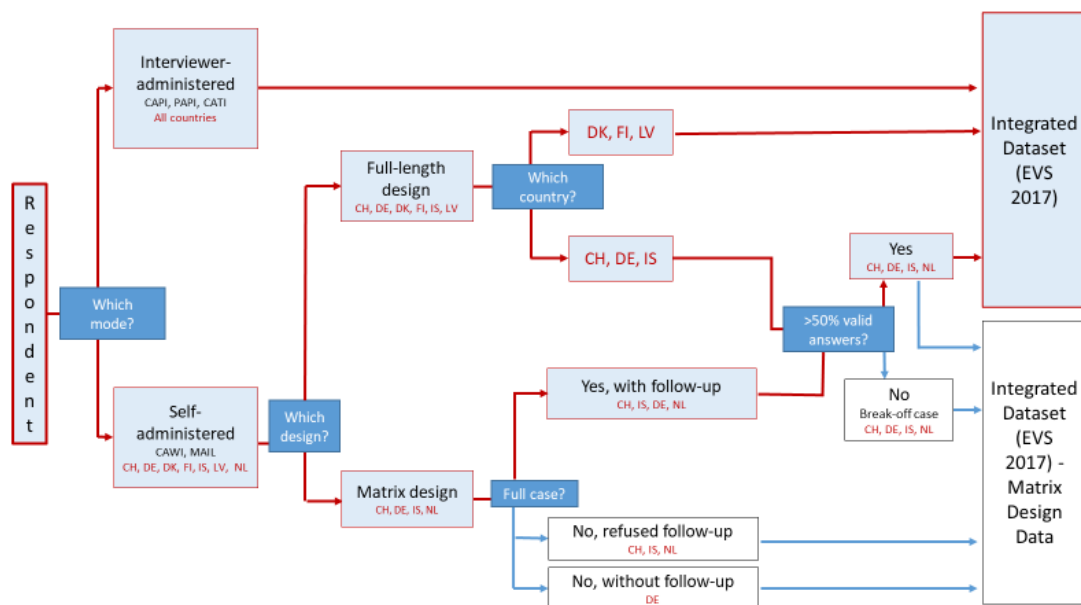 Respondent
Which
mode?
Interviewer-
administered
CAPI, PAPI, CATI
All countries
Self-
administered
CAWI, MAIL
CH, DE, DK, FI, IS, LV, NL
Which
design?
Full-length
design
CH, DE, DK, FI, IS, LV
Which
country?
DK, FI, LV
CH, DE, IS
Matrix design
CH, DE, IS, NL
Full case?
Yes, with follow-up
CH, IS, DE, NL
No, refused follow-up
CH, IS, NL
No, without follow-up
DE
>50% valid
answers?
Yes
CH, DE, IS, NL
No
Break-off case
CH, DE, IS, NL
Integrated
Dataset
(EVS
2017)
Integrated
Dataset
(EVS
2017) -
Matrix
Design
Data